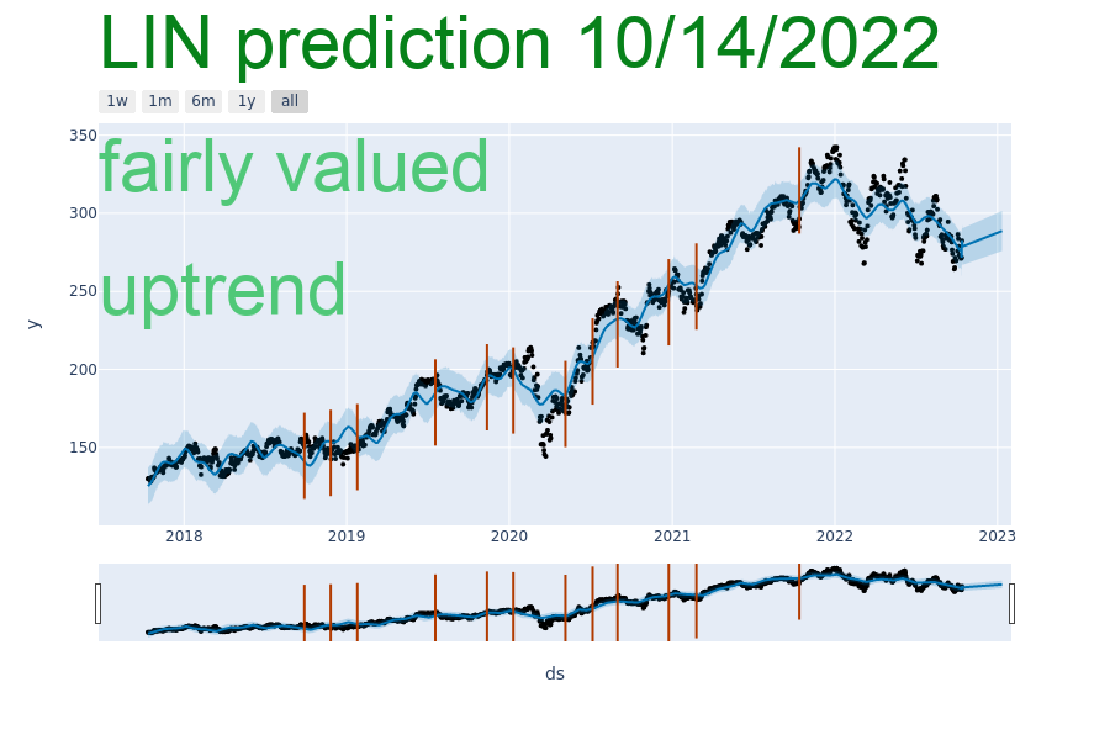 LIN prediction 10/14/2022
1w 1m 6m 1y all
350
fairly valued
300
uptrend
250
y
200
150
2018 2019 2020 2021 2022 2023
ds